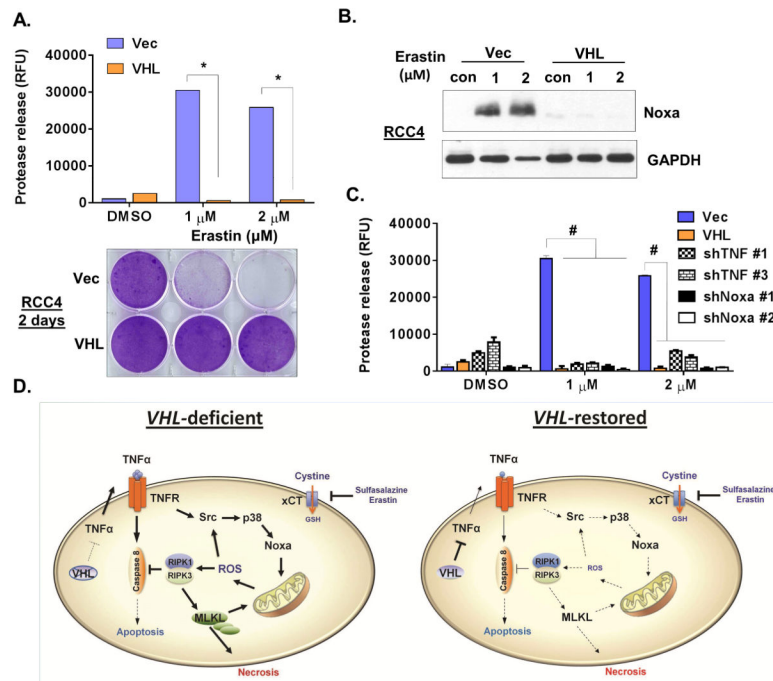 A.
Vec
VHL
Protease release (RFU)
50000
40000
30000
20000
10000
0
*
*
DMSO
1 μM
2 μM
Erastin (μM)
Vec
VHL
RCC4
2 days
B.
Erastin
(μM)
Vec
VHL
con 1 2 con 1 2
RCC4
Noxa
GAPDH
C.
Protease release (RFU)
40000
30000
20000
10000
0
#
#
Vec
VHL
shTNF #1
shTNF #3
shNoxa #1
shNoxa #2
DMSO
1 μM
2 μM
D.
VHL-deficient
TNFα
TNFR
TNFα
VHL
Caspase 8
Apoptosis
Src
p38
Noxa
ROS
RIPK1
RIPK3
MLKL
Necrosis
Cystine
xCT
GSH
Sulfasalazine
Erastin
VHL-restored
TNFα
TNFR
TNFα
VHL
Caspase 8
Apoptosis
Src
p38
Noxa
ROS
RIPK1
RIPK3
MLKL
Necrosis
Cystine
xCT
GSH
Sulfasalazine
Erastin